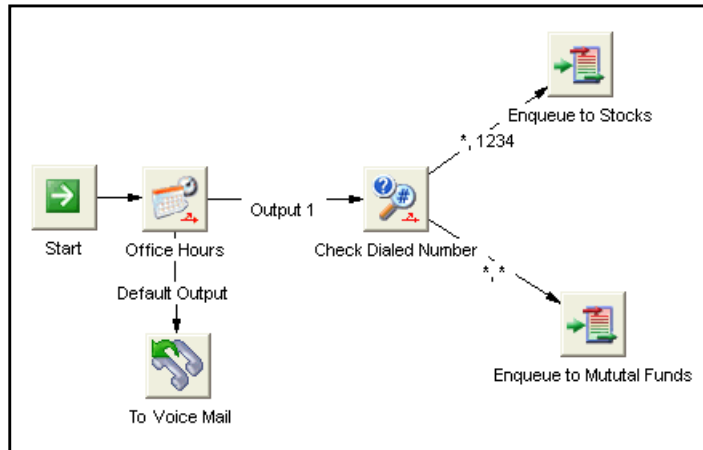 Enqueue to Stocks
*, 1234
Start
Office Hours
Output 1
Check Dialed Number
*, *
Default Output
Enqueue to Mututal Funds
To Voice Mail